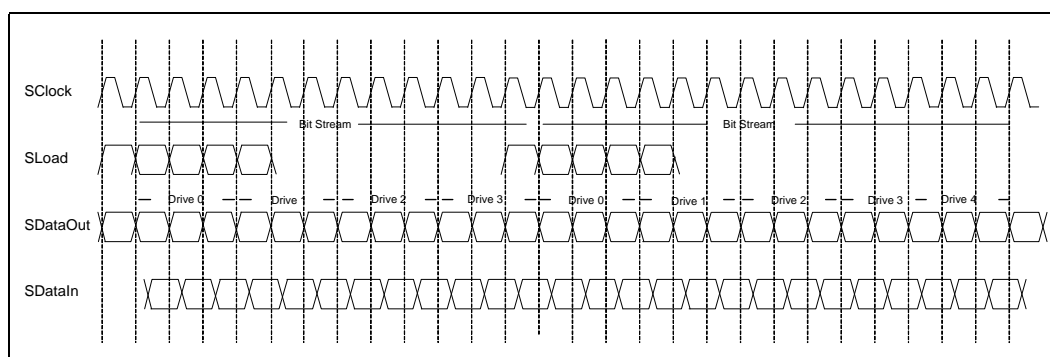 SClock
Bit Stream Bit Stream
SLoad
Drive 0 Drive 1 Drive 2 Drive 3 Drive 0 Drive 1 Drive 2 Drive 3 Drive 4
SDataOut
SDataIn